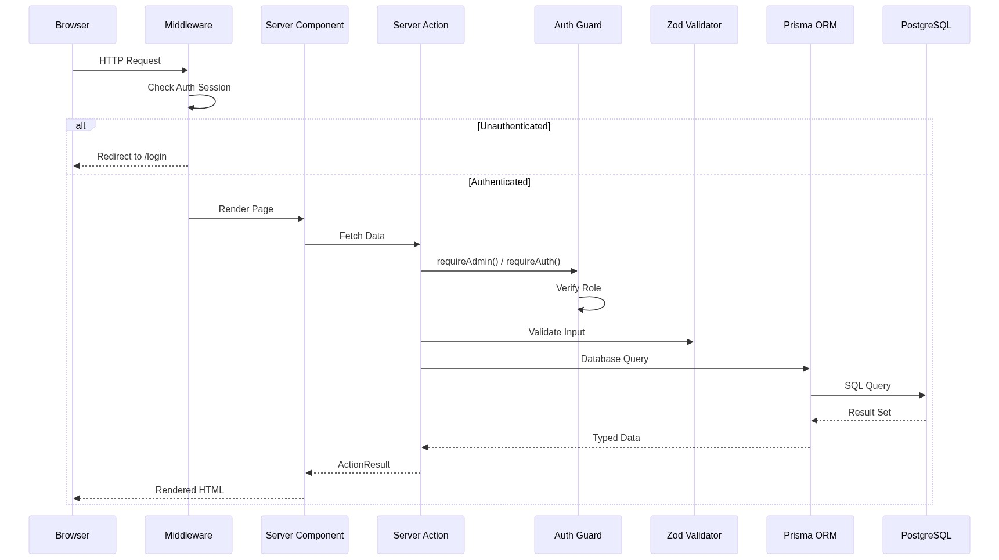 Browser
Middleware
Server Component
Server Action
Auth Guard
Zod Validator
Prisma ORM
PostgreSQL
HTTP Request
Check Auth Session
alt
[Unauthenticated]
Redirect to /login
[Authenticated]
Render Page
Fetch Data
requireAdmin() / requireAuth()
Verify Role
Validate Input
Database Query
SQL Query
Result Set
Typed Data
ActionResult
Rendered HTML
Browser
Middleware
Server Component
Server Action
Auth Guard
Zod Validator
Prisma ORM
PostgreSQL